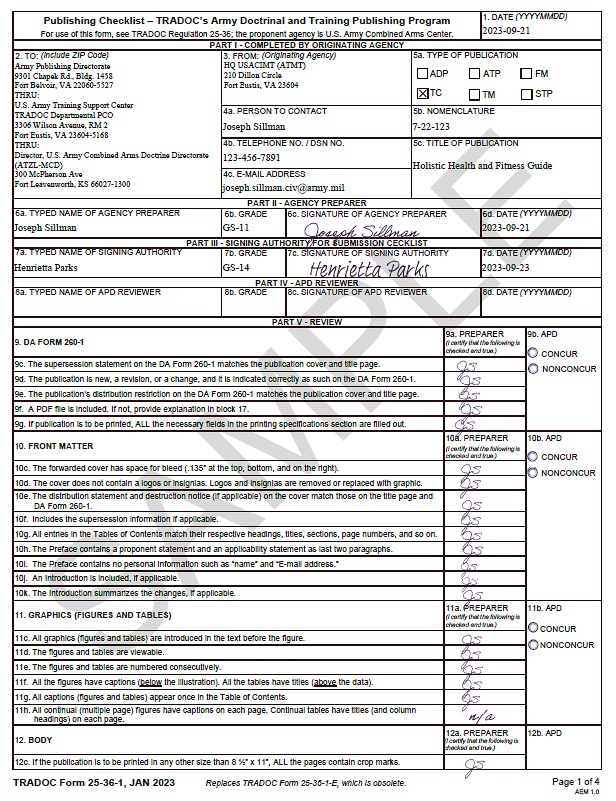 Publishing Checklist – TRADOC's Army Doctrinal and Training Publishing Program
For use of this form, see TRADOC Regulation 25-36; the proponent agency is U.S. Army Combined Arms Center.
1. DATE (YYYYMMDD)
2023-09-21
PART I - COMPLETED BY ORIGINATING AGENCY
2. TO: (Include ZIP Code)
Army Publishing Directorate
9301 Chapek Rd., Bldg. 1458
Fort Belvoir, VA 22060-5527
THRU:
U.S. Army Training Support Center
TRADOC Departmental PCO
3306 Wilson Avenue, RM 2
Fort Eustis, VA 23604-5168
THRU:
Director, U.S. Army Combined Arms Doctrine Directorate
(ATZL-MCD)
300 McPherson Ave
Fort Leavenworth, KS 66027-1300
3. FROM: (Originating Agency)
HQ USACIMT (ATMT)
210 Dillon Circle
Fort Eustis, VA 23604
4a. PERSON TO CONTACT
Joseph Sillman
4b. TELEPHONE NO. / DSN NO.
123-456-7891
4c. E-MAIL ADDRESS
joseph.sillman.civ@army.mil
5a. TYPE OF PUBLICATION
ADP ATP FM
TC TM STP
5b. NOMENCLATURE
7-22-123
5c. TITLE OF PUBLICATION
Holistic Health and Fitness Guide
PART II - AGENCY PREPARER
6a. TYPED NAME OF AGENCY PREPARER
Joseph Sillman
6b. GRADE
GS-11
6c. SIGNATURE OF AGENCY PREPARER
Joseph Sillman
6d. DATE (YYYYMMDD)
2023-09-21
PART III - SIGNING AUTHORITY FOR SUBMISSION CECKLIST
7a. TYPED NAME OF SIGNING AUTHORITY
Henrietta Parks
7b. GRADE
GS-14
7c. SIGNATURE OF SIGNING AUTHORITY
Henrietta Parks
7d. DATE (YYYYMMDD)
2023-09-23
PART IV - APD REVIEWER
8a. TYPED NAME OF APD REVIEWER
8b. GRADE
8c. SIGNATURE OF APD REVIEWER
8d. DATE (YYYYMMDD)
PART V - REVIEW
9. DA FORM 260-1
9a. PREPARER
(I certify that the following is
checked and true.)
9b. APD
CONCUR
NONCONCUR
9c. The supersession statement on the DA Form 260-1 matches the publication cover and title page. JS
9d. The publication is new, a revision, or a change, and it is indicated correctly as such on the DA Form 260-1. JS
9e. The publication's distribution restriction on the DA Form 260-1 matches the publication cover and title page. JS
9f. A PDF file is included. If not, provide explanation in block 17. JS
9g. If publication is to be printed, ALL the necessary fields in the printing specifications section are filled out. JS
10. FRONT MATTER
10a. PREPARER
(I certify that the following is
checked and true.)
10b. APD
CONCUR
NONCONCUR
10c. The forwarded cover has space for bleed (.135" at the top, bottom, and on the right). JS
10d. The cover does not contain a logos or insignias. Logos and insignias are removed or replaced with graphic. JS
10e. The distribution statement and destruction notice (if applicable) on the cover match those on the title page and
DA Form 260-1. JS
10f. Includes the supersession information if applicable. JS
10g. All entries in the Tables of Contents match their respective headings, titles, sections, page numbers, and so on. JS
10h. The Preface contains a proponent statement and an applicability statement as last two paragraphs. JS
10i. The Preface contains no personal information such as "name" and "E-mail address." JS
10j. An Introduction is included, if applicable. JS
10k. The Introduction summarizes the changes, if applicable. JS
11. GRAPHICS (FIGURES AND TABLES)
11a. PREPARER
(I certify that the following is
checked and true.)
11b. APD
CONCUR
NONCONCUR
11c. All graphics (figures and tables) are introduced in the text before the figure. JS
11d. The figures and tables are viewable. JS
11e. The figures and tables are numbered consecutively. JS
11f. All the figures have captions (below the illustration). All the tables have titles (above the data). JS
11g. All captions (figures and tables) appear once in the Table of Contents. JS
11h. All continual (multiple page) figures have captions on each page. Continual tables have titles (and column
headings) on each page. n/a
12. BODY
12a. PREPARER
(I certify that the following is
checked and true.)
12b. APD
12c. If the publication is to be printed in any other size than 8 ½" x 11", ALL the pages contain crop marks. JS
TRADOC Form 25-36-1, JAN 2023
Replaces TRADOC Form 25-36-1-E, which is obsolete.
Page 1 of 4
AEM 1.0
SAMPLE